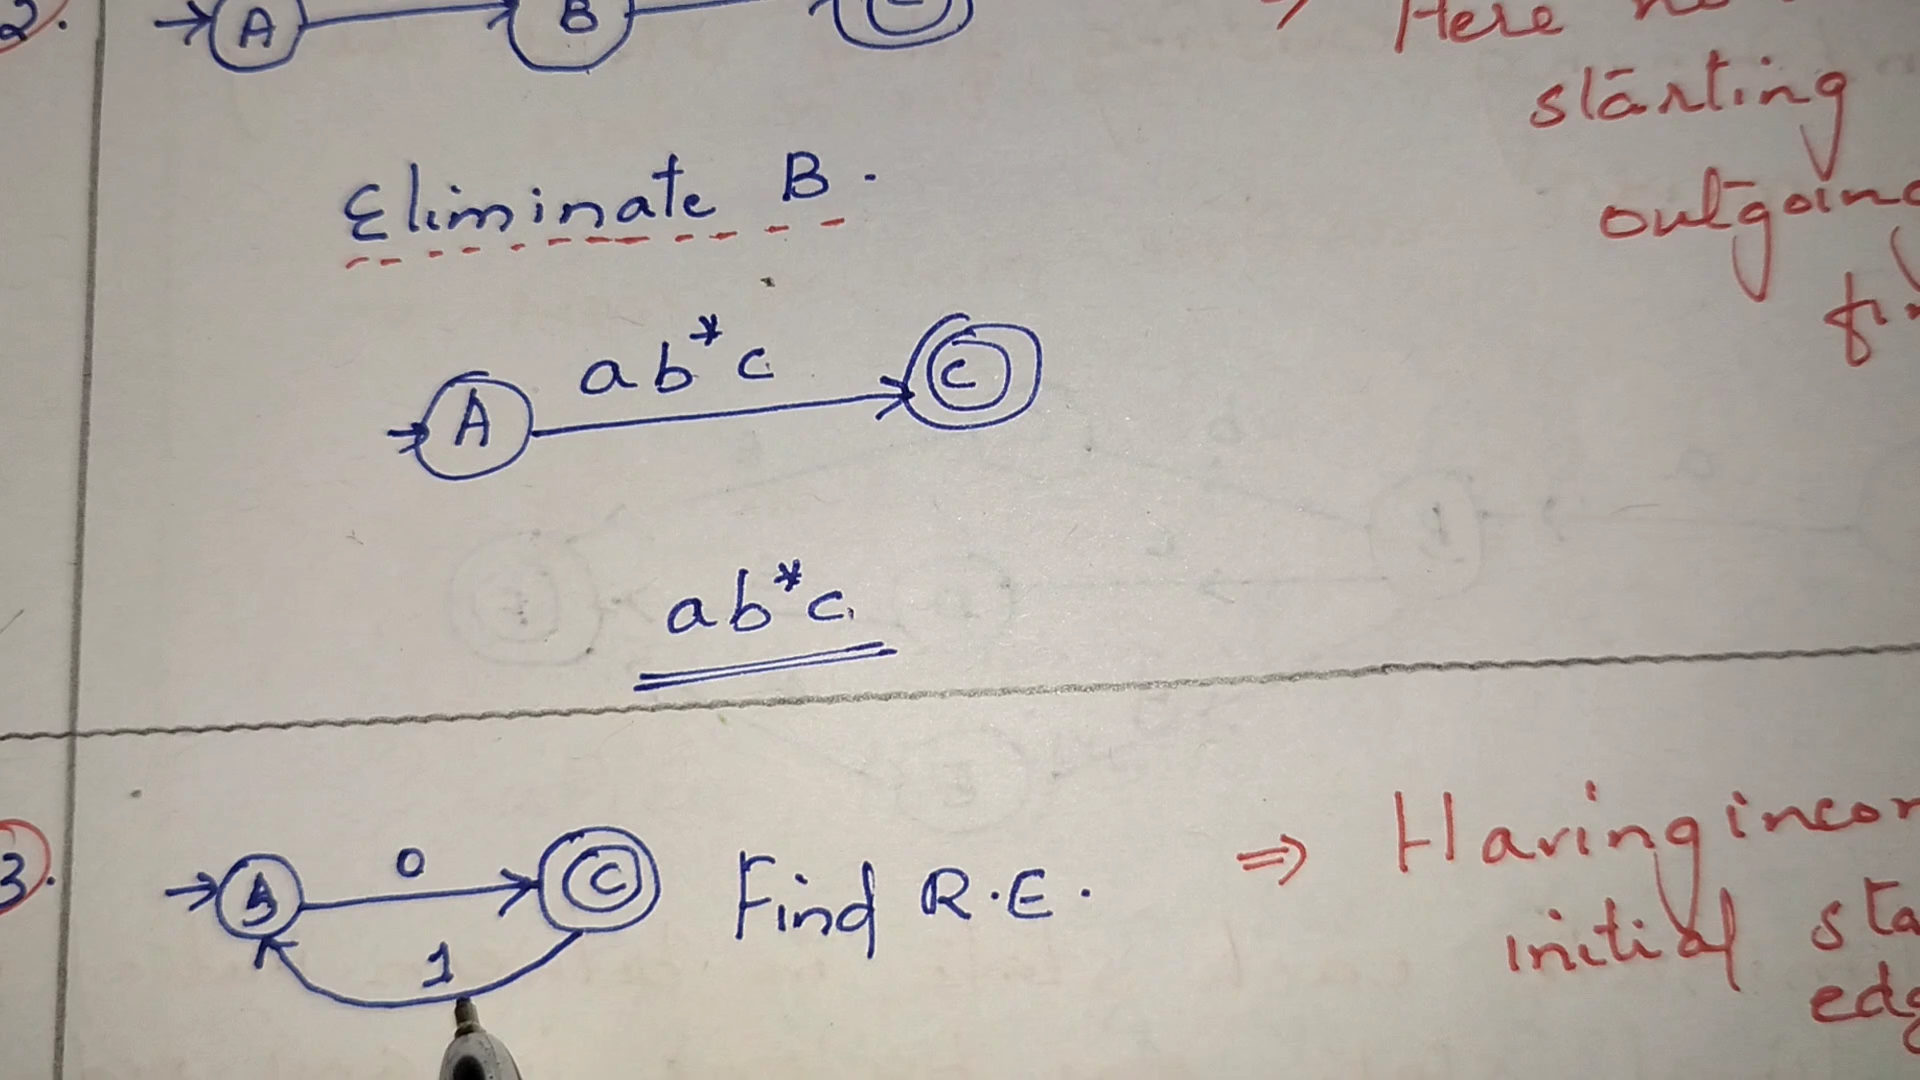 2.
A B
Here
starting
outgoing
Eliminate B.
ab*c
A C
ab*c.
3.
0
B C Find R.E.
1
⇒ Having
initial